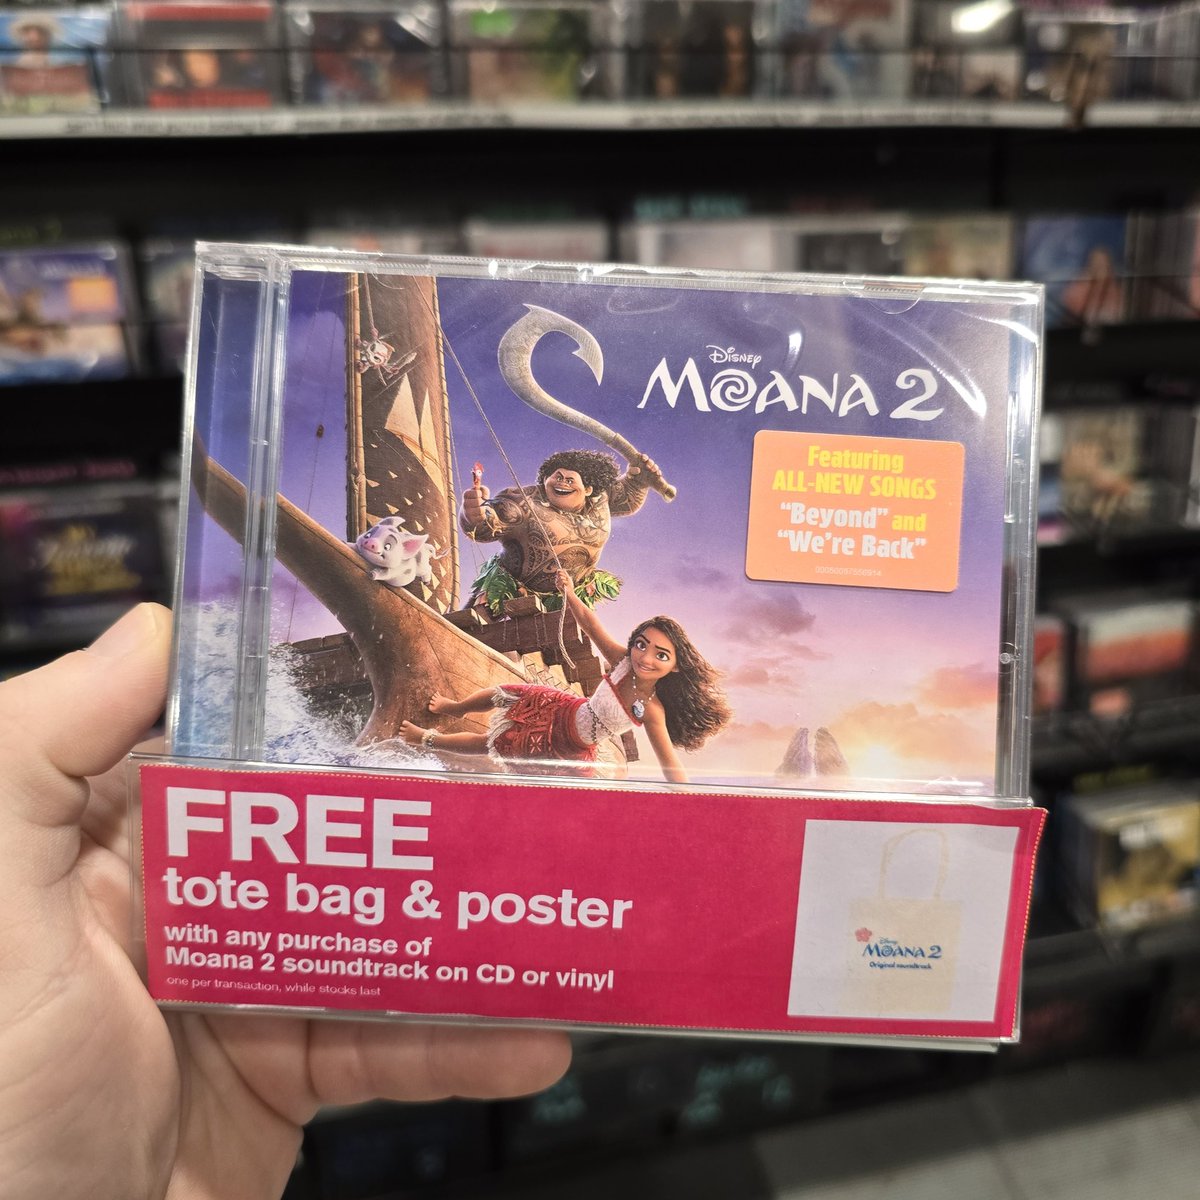 Disney
MOANA 2
Featuring
ALL-NEW SONGS
“Beyond” and
“We’re Back”
FREE
tote bag & poster
with any purchase of
Moana 2 soundtrack on CD or vinyl
one per transaction, while stocks last
Disney
MOANA 2
Original soundtrack